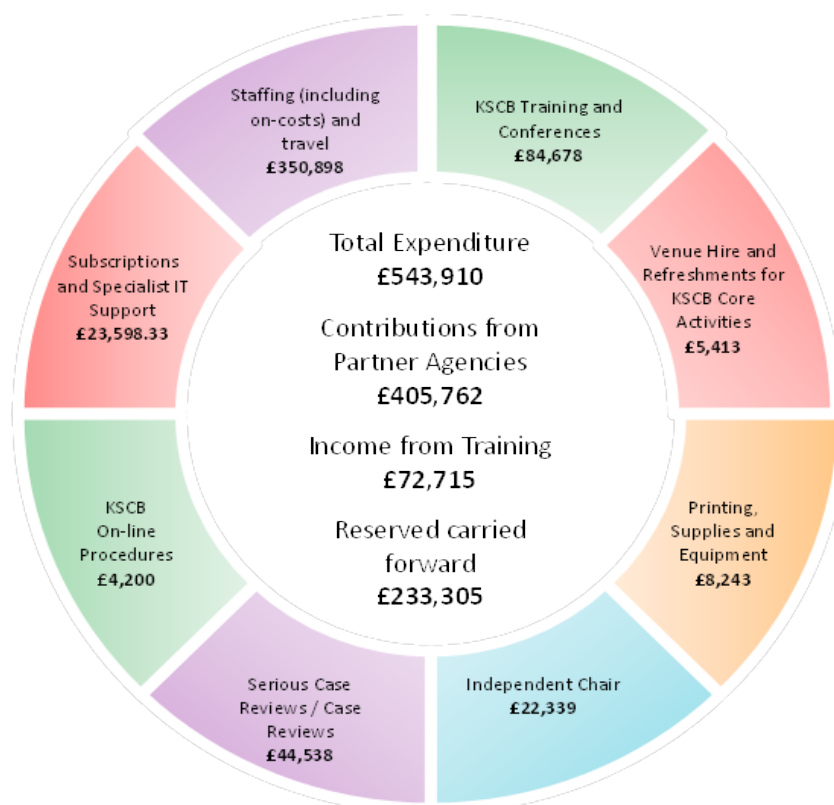 Staffing (including
on-costs) and
travel
£350,898
KSCB Training and
Conferences
£84,678
Subscriptions
and Specialist IT
Support
£23,598.33
Venue Hire and
Refreshments for
KSCB Core
Activities
£5,413
Total Expenditure
£543,910
Contributions from
Partner Agencies
£405,762
Income from Training
£72,715
Reserved carried
forward
£233,305
KSCB
On-line
Procedures
£4,200
Printing,
Supplies and
Equipment
£8,243
Serious Case
Reviews / Case
Reviews
£44,538
Independent Chair
£22,339